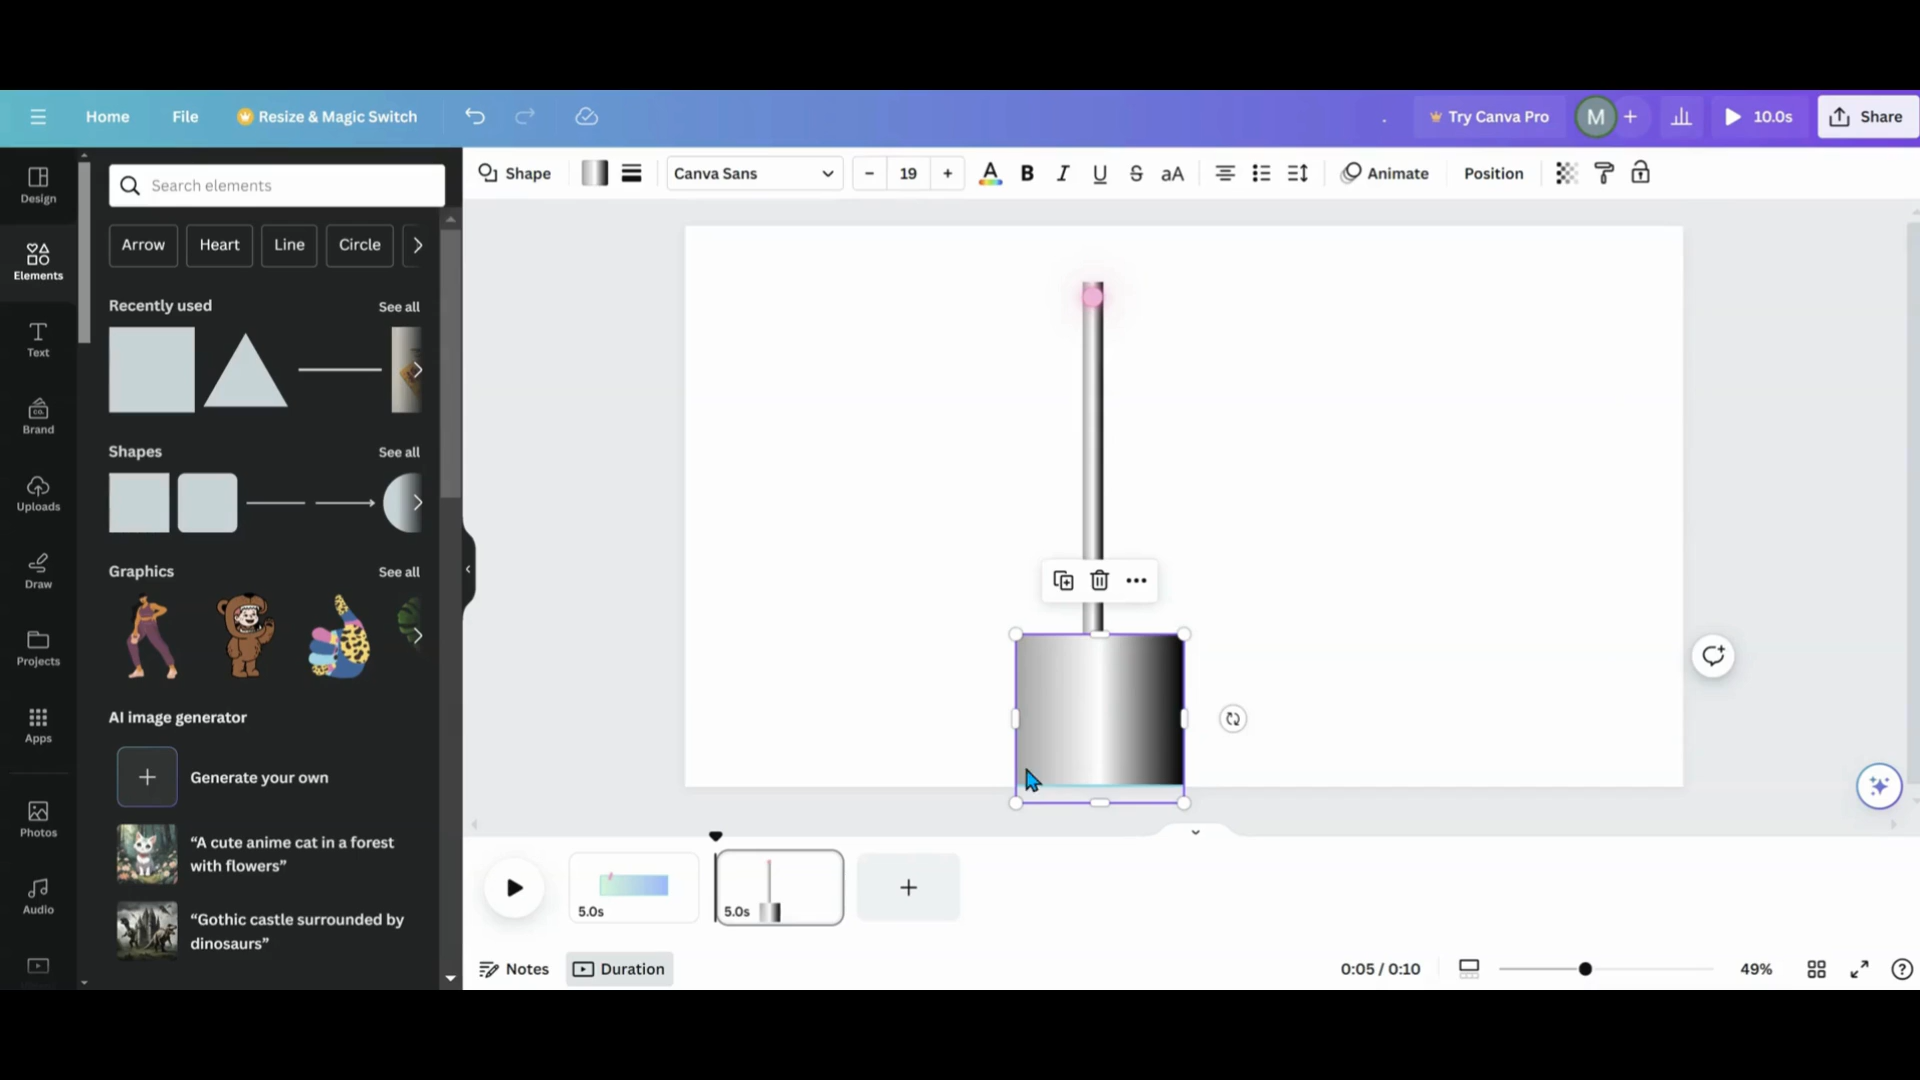 Home
File
Resize & Magic Switch
Try Canva Pro
M
+
10.0s
Share
Design
Elements
Text
Brand
Uploads
Draw
Projects
Apps
Photos
Audio
Search elements
Arrow
Heart
Line
Circle
Recently used
See all
Shapes
See all
Graphics
See all
AI image generator
Generate your own
“A cute anime cat in a forest
with flowers”
“Gothic castle surrounded by
dinosaurs”
Shape
Canva Sans
– 19 +
A B I U S aA
Animate
Position
5.0s
5.0s
+
Notes
Duration
0:05 / 0:10
49%
?